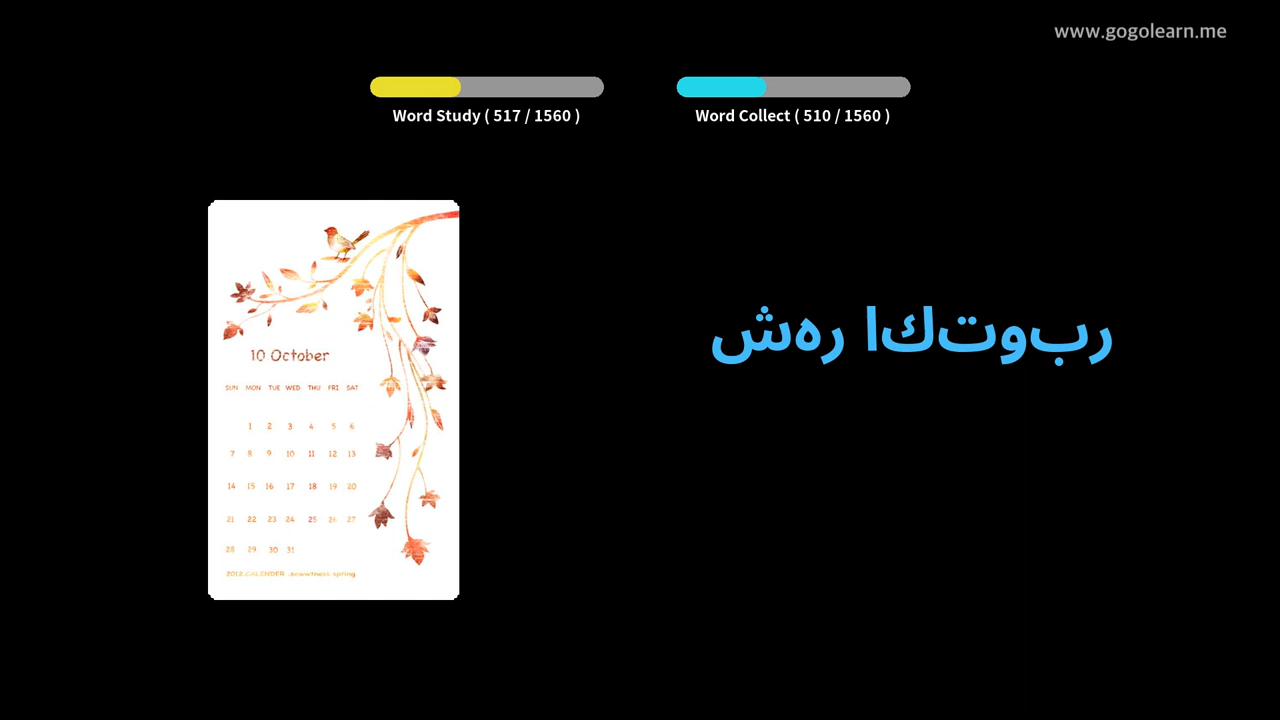 www.gogolearn.me
Word Study ( 517 / 1560 )
Word Collect ( 510 / 1560 )
شهر اكتوبر
10 October
SUN MON TUE WED THU FRI SAT
1 2 3 4 5 6
7 8 9 10 11 12 13
14 15 16 17 18 19 20
21 22 23 24 25 26 27
28 29 30 31
2012.CALENDER